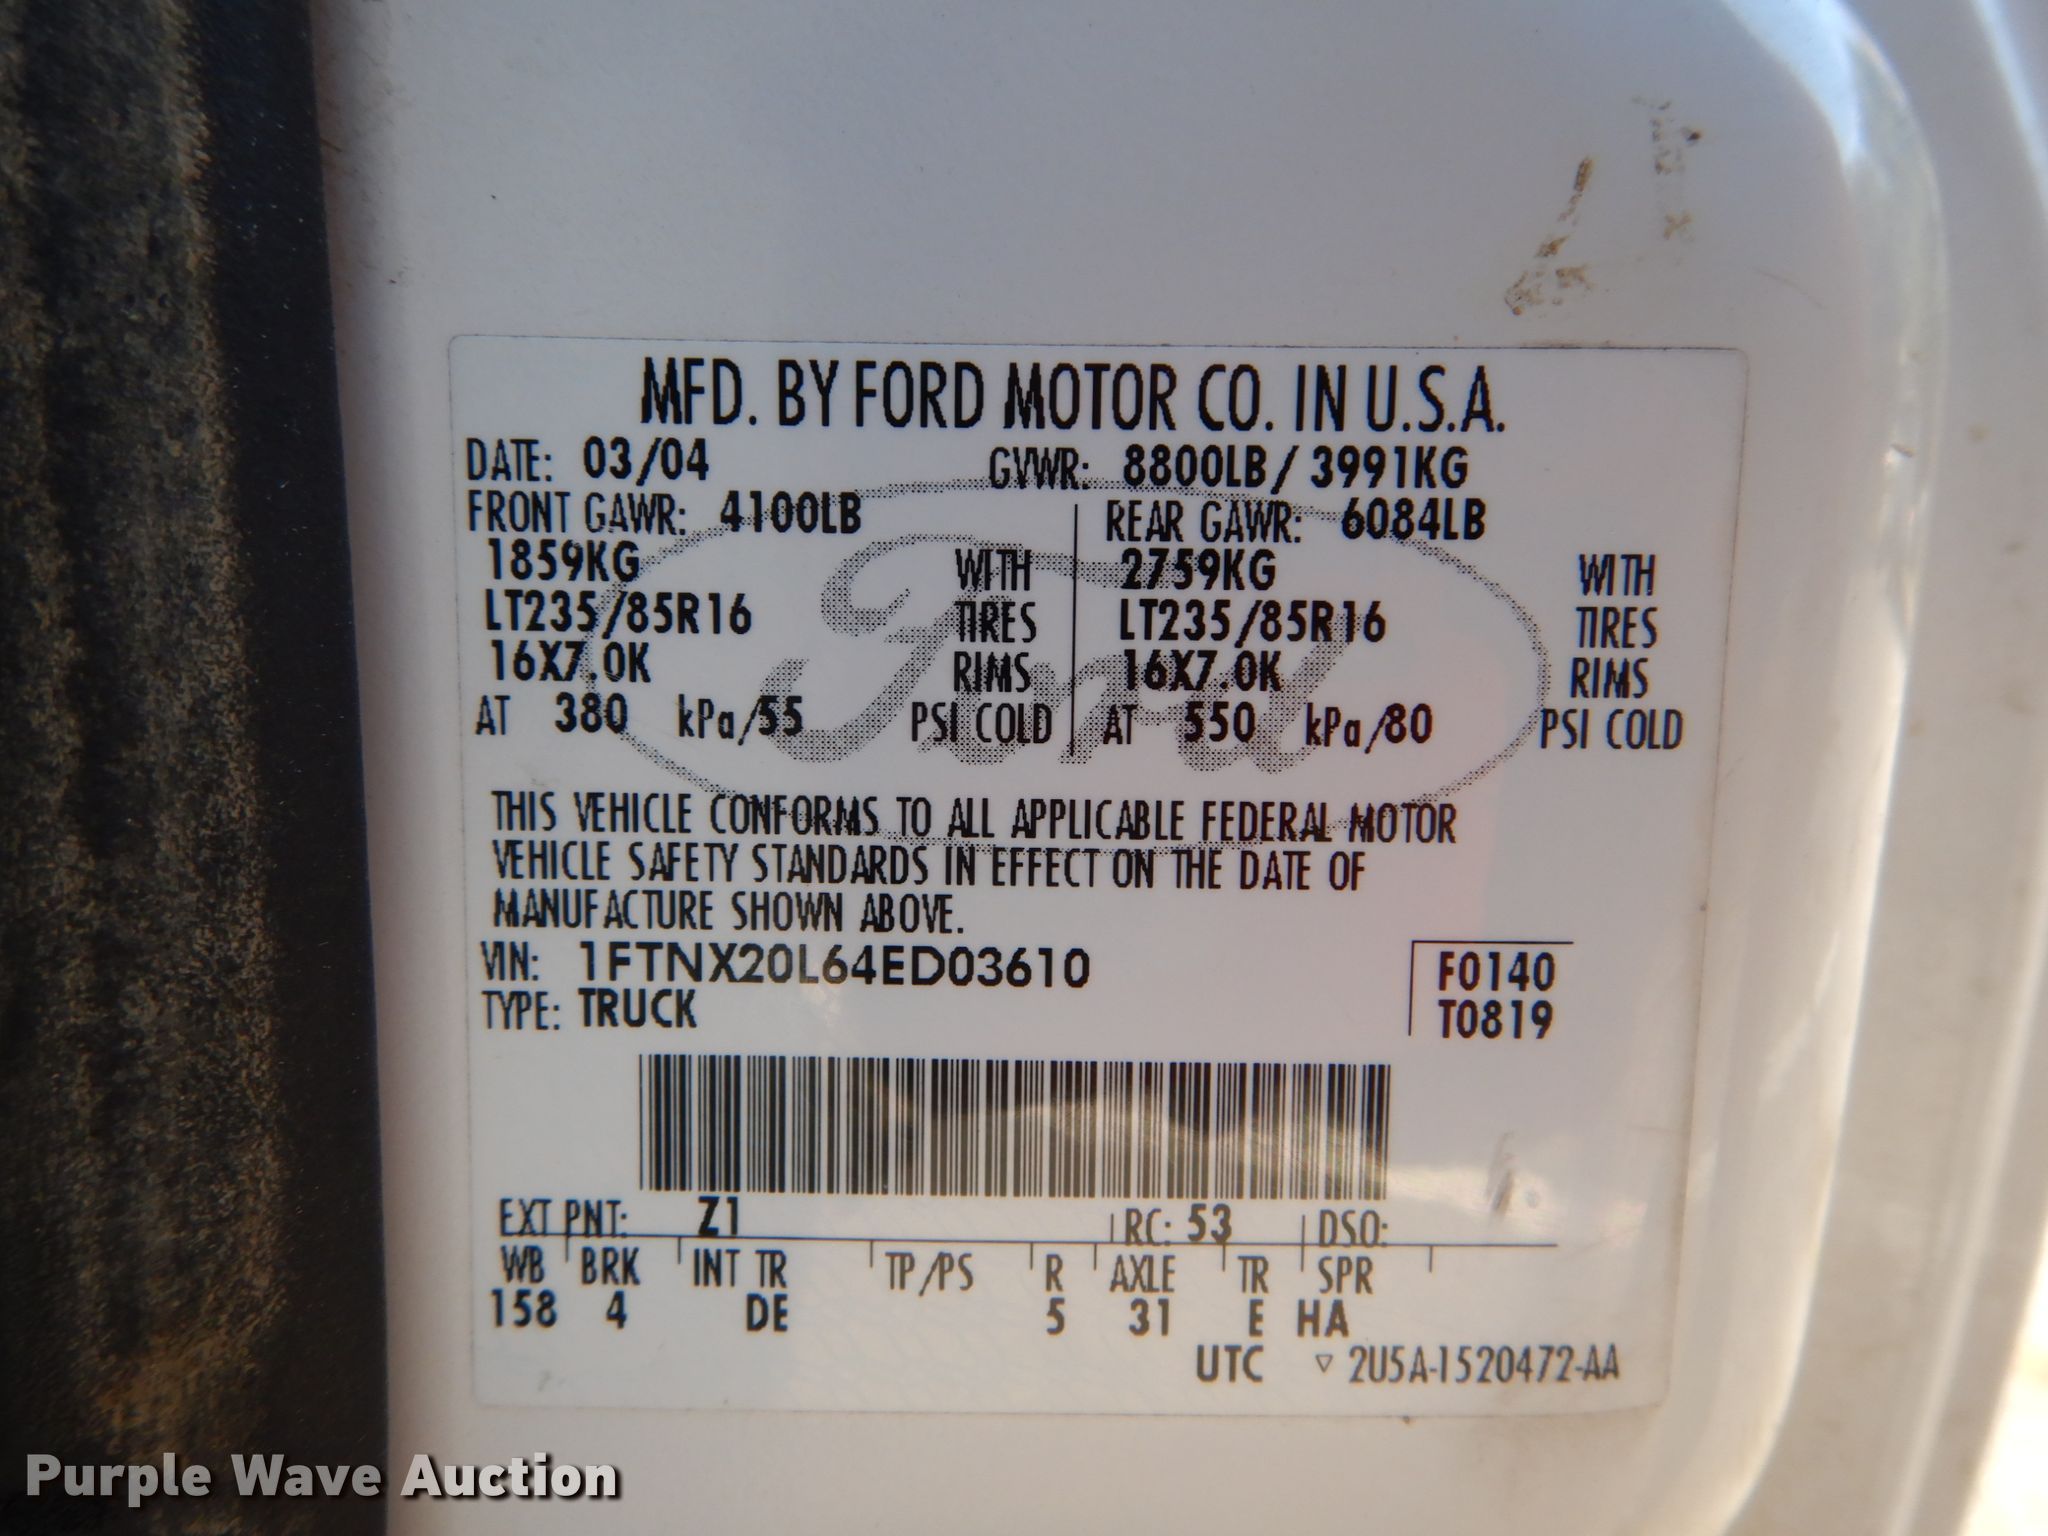 MFD. BY FORD MOTOR CO. IN U.S.A.
DATE: 03/04 GVWR: 8800LB/ 3991KG
FRONT GAWR: 4100LB REAR GAWR: 6084LB
1859KG WITH 2759KG WITH
LT235/85R16 TIRES LT235/85R16 TIRES
16X7.0K RIMS 16X7.0K RIMS
AT 380 kPa/55 PSI COLD AT 550 kPa/80 PSI COLD
Ford
THIS VEHICLE CONFORMS TO ALL APPLICABLE FEDERAL MOTOR
VEHICLE SAFETY STANDARDS IN EFFECT ON THE DATE OF
MANUFACTURE SHOWN ABOVE.
VIN: 1FTNX20L64ED03610 F0140
TYPE: TRUCK T0819
EXT PNT: Z1 RC: 53 DSO:
WB BRK INT TR TP/PS R AXLE TR SPR
158 4 DE 5 31 E HA
UTC ▽ 2U5A-1520472-AA
Purple Wave Auction